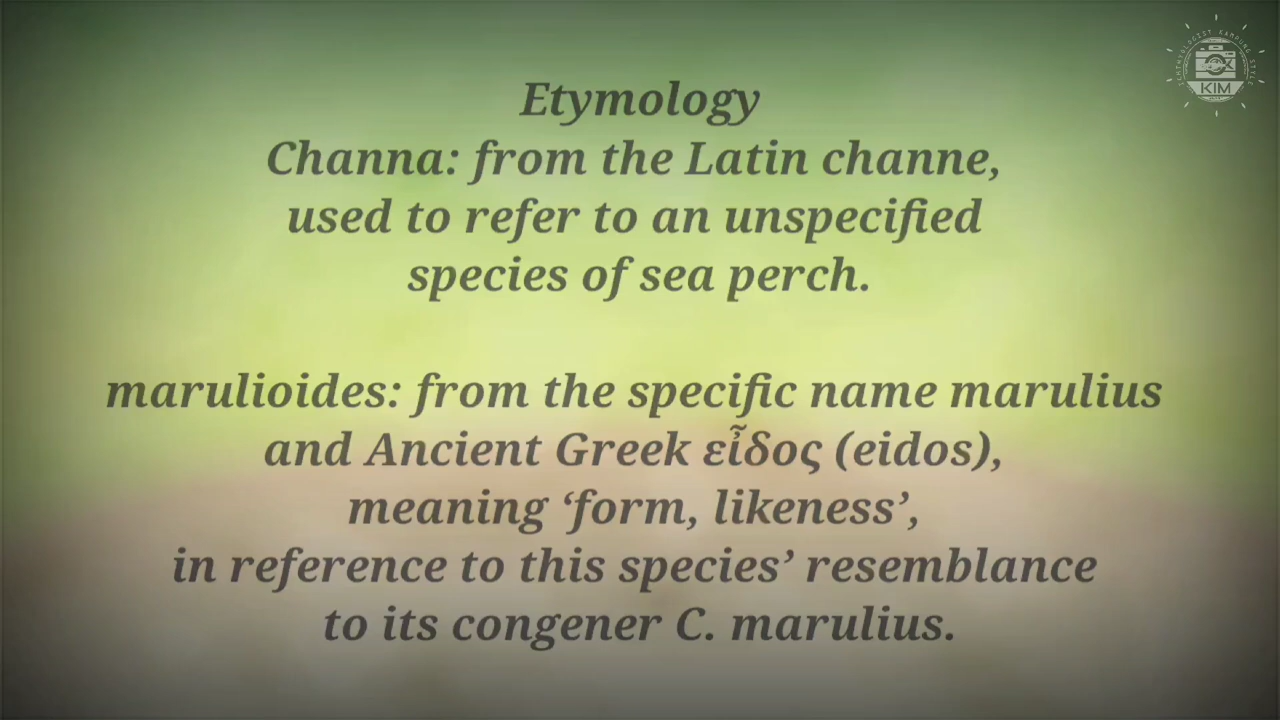 Etymology
Channa: from the Latin channe,
used to refer to an unspecified
species of sea perch.
marulioides: from the specific name marulius
and Ancient Greek εἶδος (eidos),
meaning ‘form, likeness’,
in reference to this species’ resemblance
to its congener C. marulius.
KIM